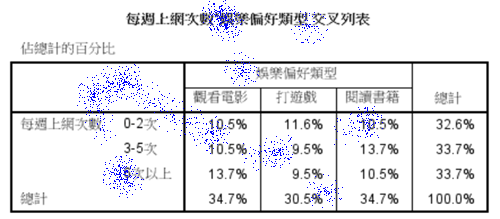 每週上網次數*娛樂偏好類型 交叉列表
佔總計的百分比
娛樂偏好類型
觀看電影 打遊戲 閱讀書籍 總計
每週上網次數 0-2次 10.5% 11.6% 10.5% 32.6%
3-5次 10.5% 9.5% 13.7% 33.7%
次以上 13.7% 9.5% 10.5% 33.7%
總計 34.7% 30.5% 34.7% 100.0%